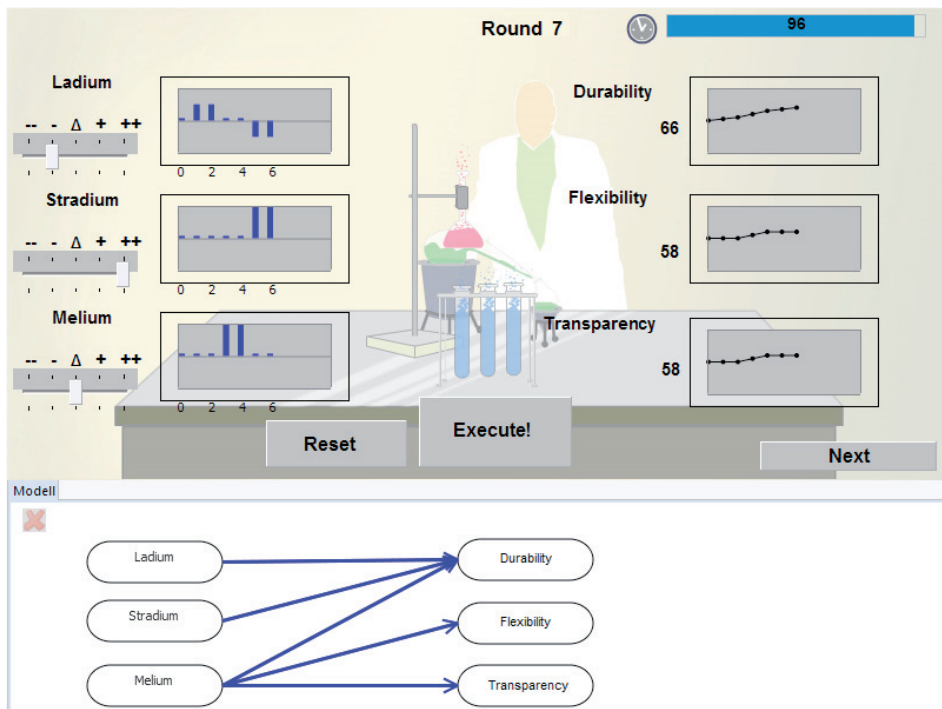 Round 7
96
Ladium
-- - Δ + ++
0 2 4 6
Stradium
-- - Δ + ++
0 2 4 6
Melium
-- - Δ + ++
0 2 4 6
Durability
66
Flexibility
58
Transparency
58
Reset
Execute!
Next
Modell
Ladium
Durability
Stradium
Flexibility
Melium
Transparency